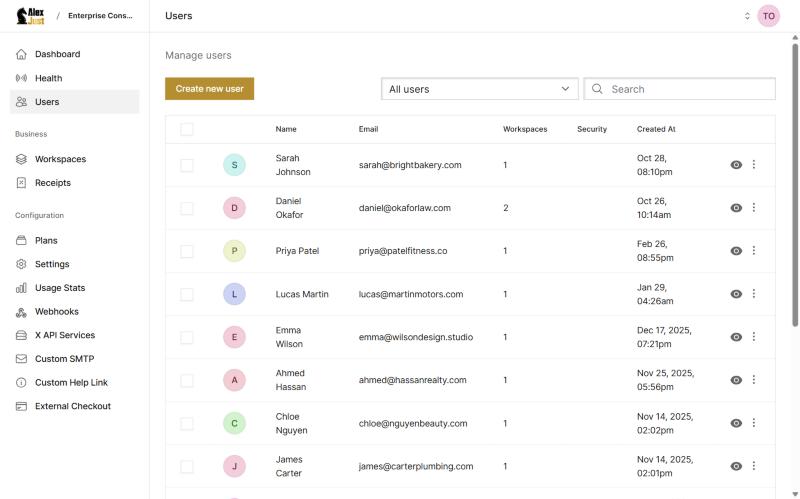 Alex
Just
/ Enterprise Cons...
Users
TO
Dashboard
Health
Users
Business
Workspaces
Receipts
Configuration
Plans
Settings
Usage Stats
Webhooks
X API Services
Custom SMTP
Custom Help Link
External Checkout
Manage users
Create new user
All users
Search
Name Email Workspaces Security Created At
S Sarah Johnson sarah@brightbakery.com 1 Oct 28, 08:10pm
D Daniel Okafor daniel@okaforlaw.com 2 Oct 26, 10:14am
P Priya Patel priya@patelfitness.co 1 Feb 26, 08:55pm
L Lucas Martin lucas@martinmotors.com 1 Jan 29, 04:26am
E Emma Wilson emma@wilsondesign.studio 1 Dec 17, 2025, 07:21pm
A Ahmed Hassan ahmed@hassanrealty.com 1 Nov 25, 2025, 05:56pm
C Chloe Nguyen chloe@nguyenbeauty.com 1 Nov 14, 2025, 02:02pm
J James Carter james@carterplumbing.com 1 Nov 14, 2025, 02:01pm